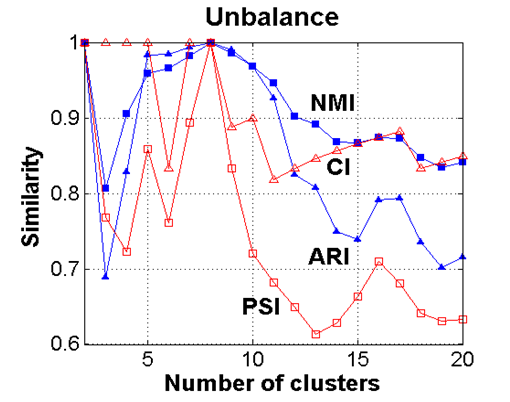 Unbalance
1
0.9
0.8
0.7
0.6
Similarity
NMI
CI
ARI
PSI
5
10
15
20
Number of clusters